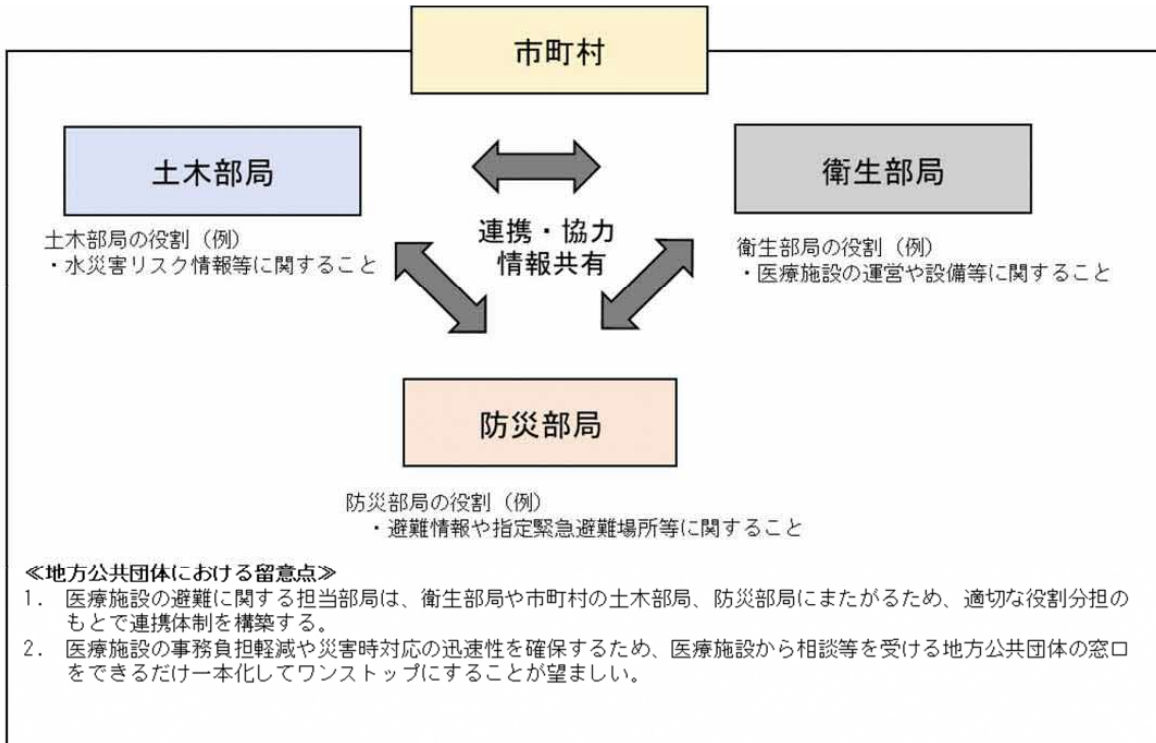 市町村
土木部局
衛生部局
連携・協力
情報共有
土木部局の役割（例）
・水災害リスク情報等に関すること
衛生部局の役割（例）
・医療施設の運営や設備等に関すること
防災部局
防災部局の役割（例）
・避難情報や指定緊急避難場所等に関すること
≪地方公共団体における留意点≫
1. 医療施設の避難に関する担当部局は、衛生部局や市町村の土木部局、防災部局にまたがるため、適切な役割分担の
もとで連携体制を構築する。
2. 医療施設の事務負担軽減や災害時対応の迅速性を確保するため、医療施設から相談等を受ける地方公共団体の窓口
をできるだけ一本化してワンストップにすることが望ましい。